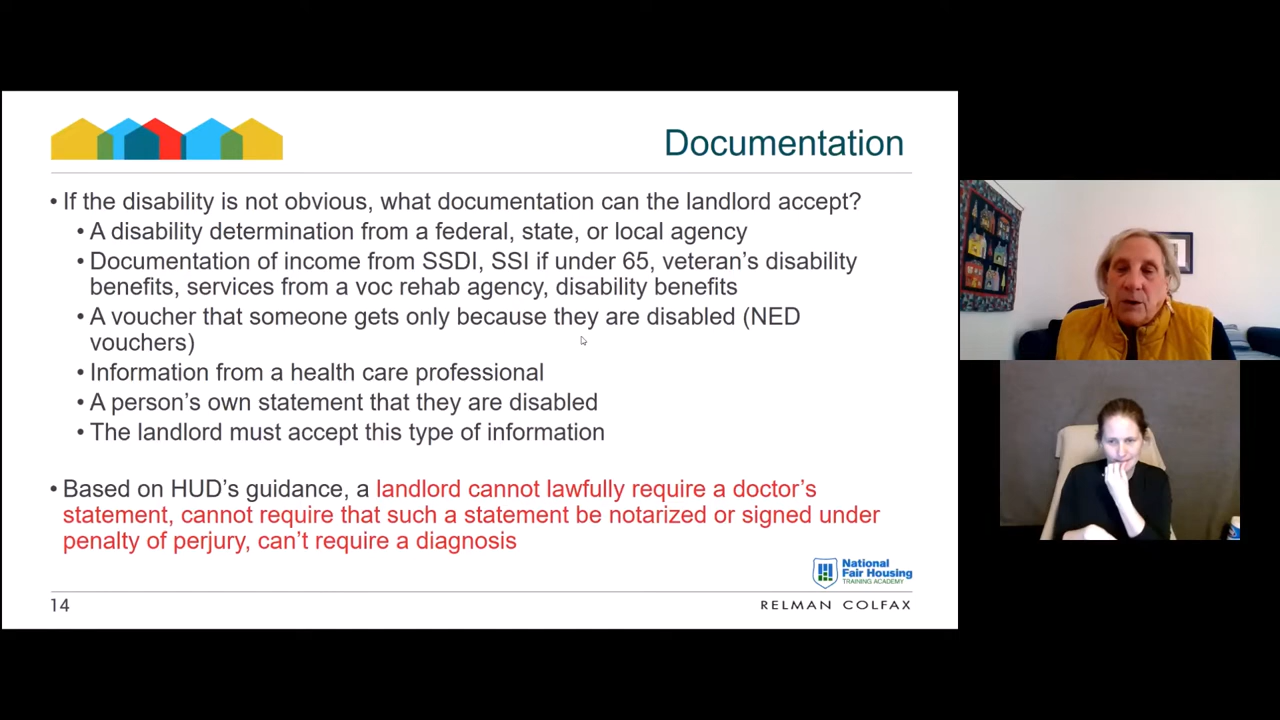 Documentation
• If the disability is not obvious, what documentation can the landlord accept?
• A disability determination from a federal, state, or local agency
• Documentation of income from SSDI, SSI if under 65, veteran’s disability
benefits, services from a voc rehab agency, disability benefits
• A voucher that someone gets only because they are disabled (NED
vouchers)
• Information from a health care professional
• A person’s own statement that they are disabled
• The landlord must accept this type of information
• Based on HUD’s guidance, a landlord cannot lawfully require a doctor’s
statement, cannot require that such a statement be notarized or signed under
penalty of perjury, can’t require a diagnosis
National
Fair Housing
TRAINING ACADEMY
14
RELMAN COLFAX